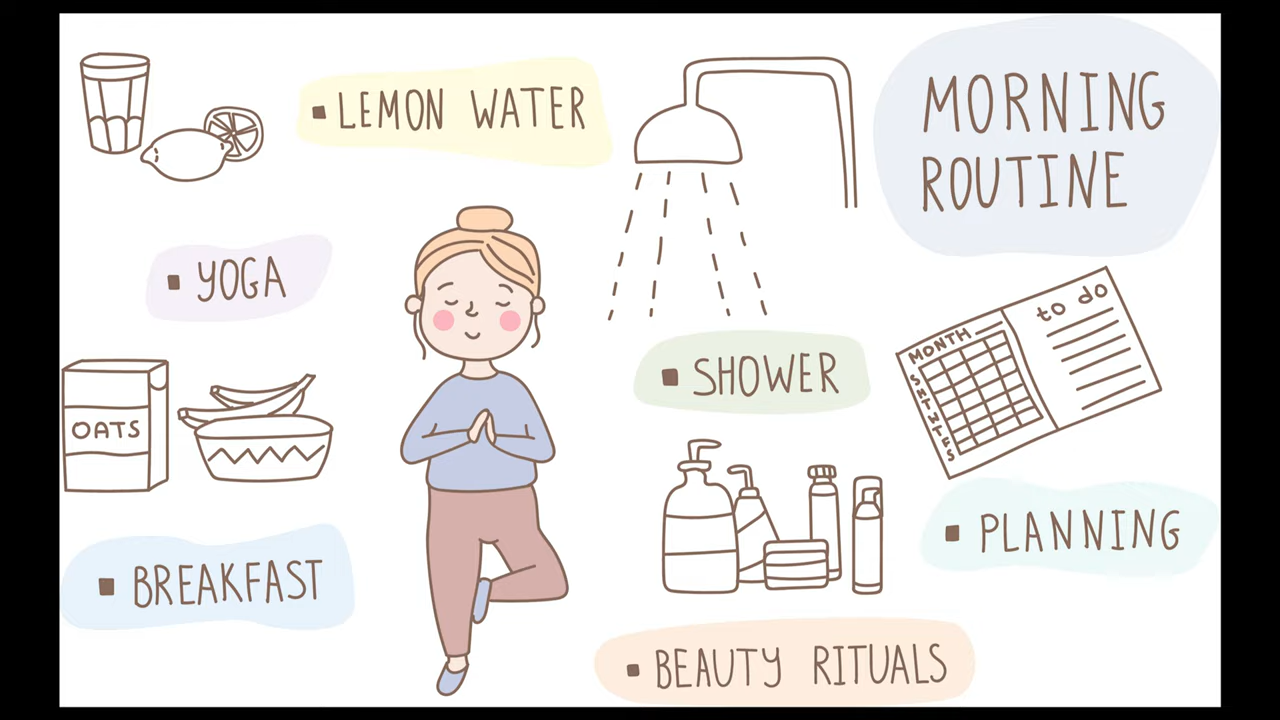 MORNING
ROUTINE
▪ LEMON WATER
▪ YOGA
▪ SHOWER
MONTH
S
M
T
W
T
F
S
to do
OATS
▪ BREAKFAST
▪ PLANNING
▪ BEAUTY RITUALS